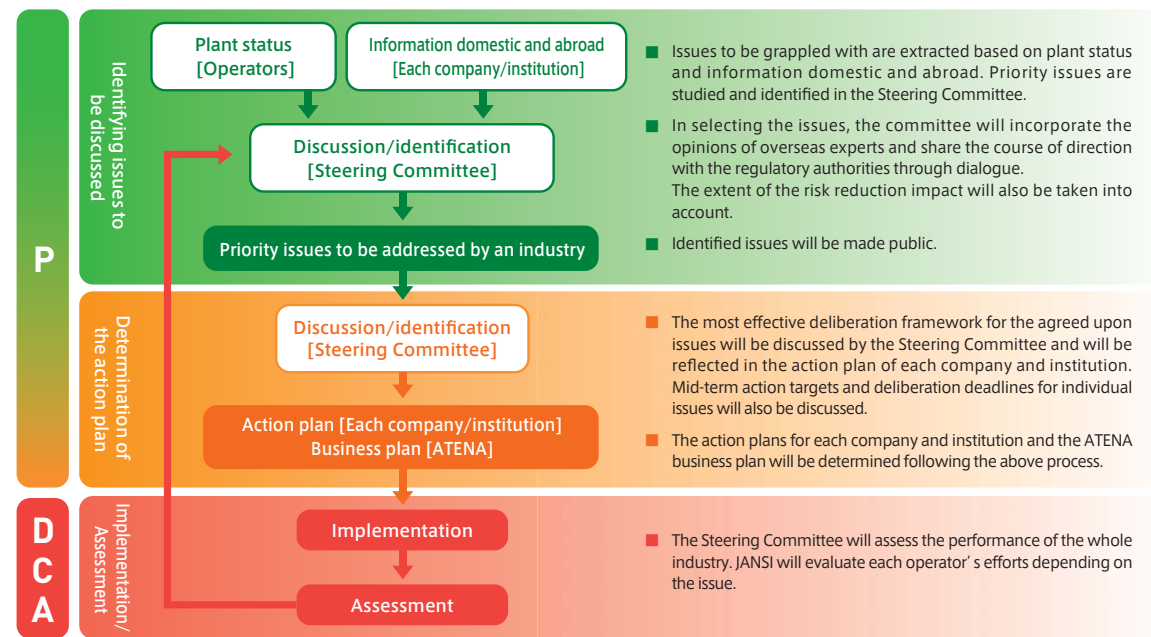 P
Identifying issues to
be discussed
Plant status
[Operators]
Information domestic and abroad
[Each company/institution]
Discussion/identification
[Steering Committee]
Priority issues to be addressed by an industry
■ Issues to be grappled with are extracted based on plant status
and information domestic and abroad. Priority issues are
studied and identified in the Steering Committee.
■ In selecting the issues, the committee will incorporate the
opinions of overseas experts and share the course of direction
with the regulatory authorities through dialogue.
The extent of the risk reduction impact will also be taken into
account.
■ Identified issues will be made public.
Determination of
the action plan
Discussion/identification
[Steering Committee]
Action plan [Each company/institution]
Business plan [ATENA]
■ The most effective deliberation framework for the agreed upon
issues will be discussed by the Steering Committee and will be
reflected in the action plan of each company and institution.
Mid-term action targets and deliberation deadlines for individual
issues will also be discussed.
■ The action plans for each company and institution and the ATENA
business plan will be determined following the above process.
D
C
A
Implementation/
Assessment
Implementation
Assessment
■ The Steering Committee will assess the performance of the whole
industry. JANSI will evaluate each operator' s efforts depending on
the issue.